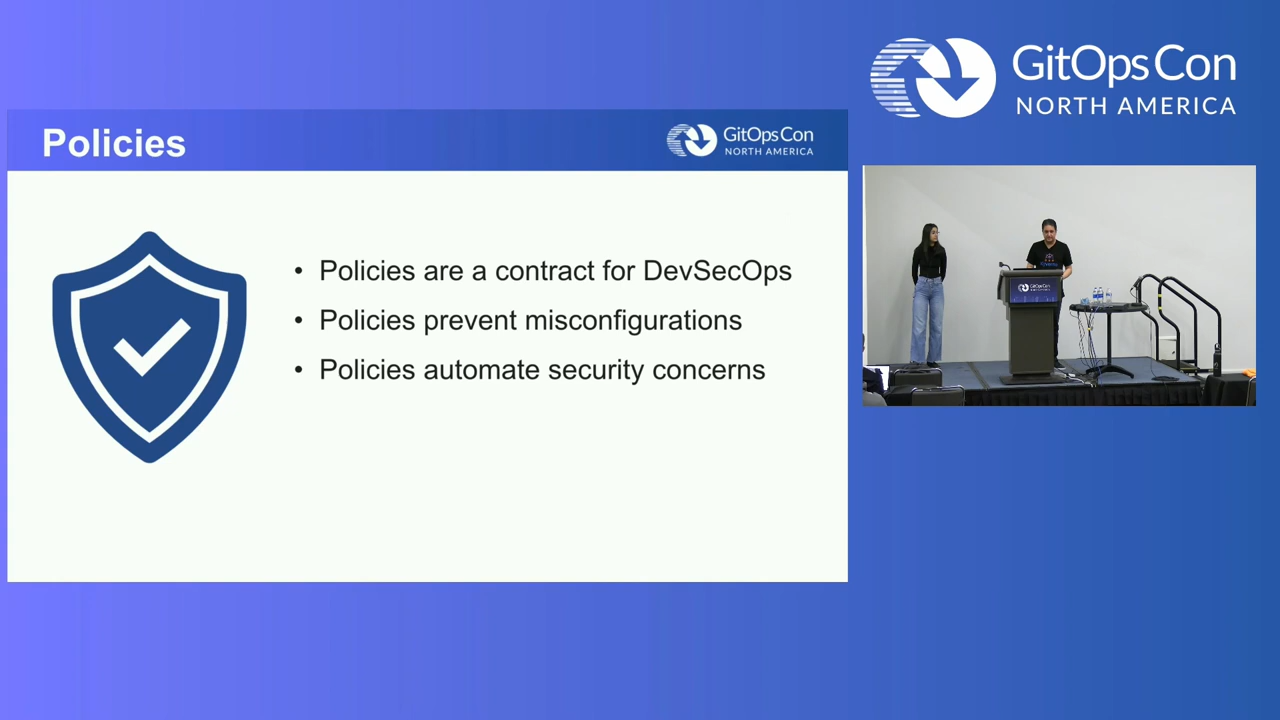 GitOpsCon
NORTH AMERICA
Policies
GitOpsCon
NORTH AMERICA
• Policies are a contract for DevSecOps
• Policies prevent misconfigurations
• Policies automate security concerns
GitOpsCon